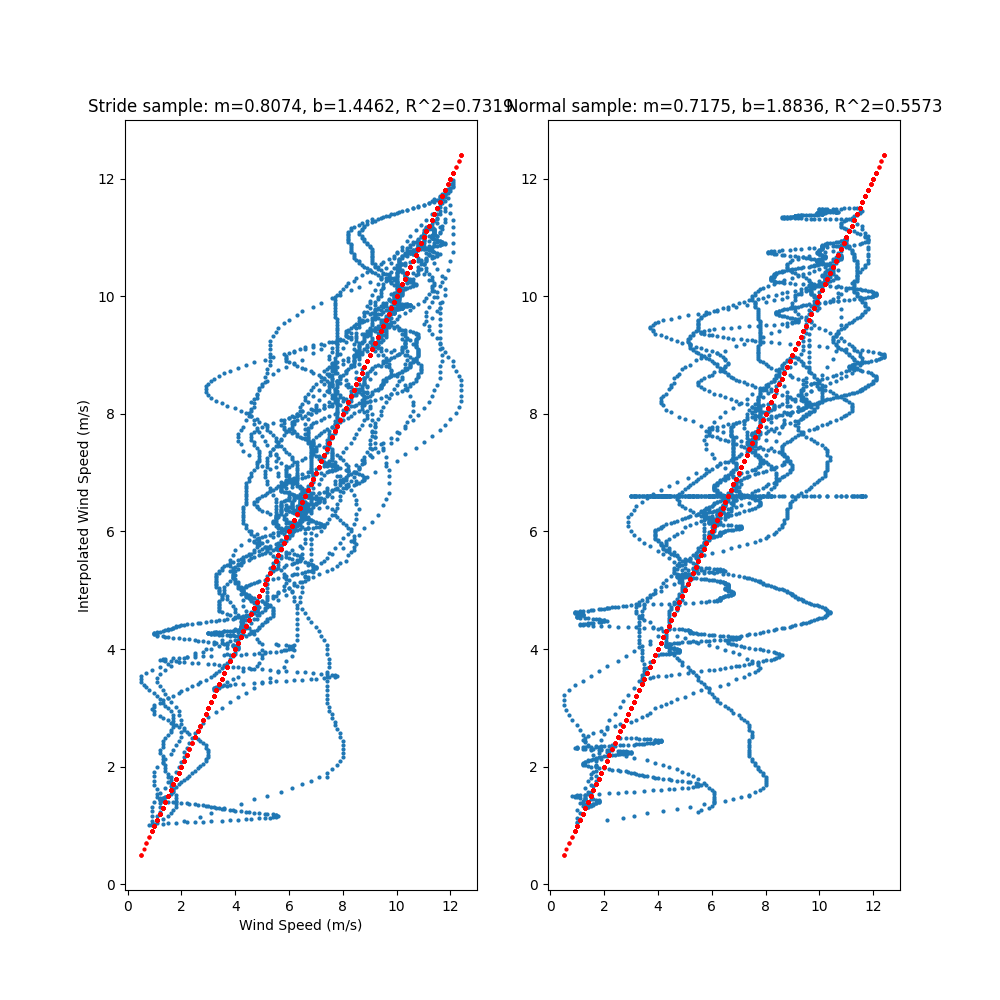 Stride sample: m=0.8074, b=1.4462, R^2=0.7319
Normal sample: m=0.7175, b=1.8836, R^2=0.5573
Interpolated Wind Speed (m/s)
12
10
8
6
4
2
0
0 2 4 6 8 10 12
Wind Speed (m/s)
12
10
8
6
4
2
0
0 2 4 6 8 10 12